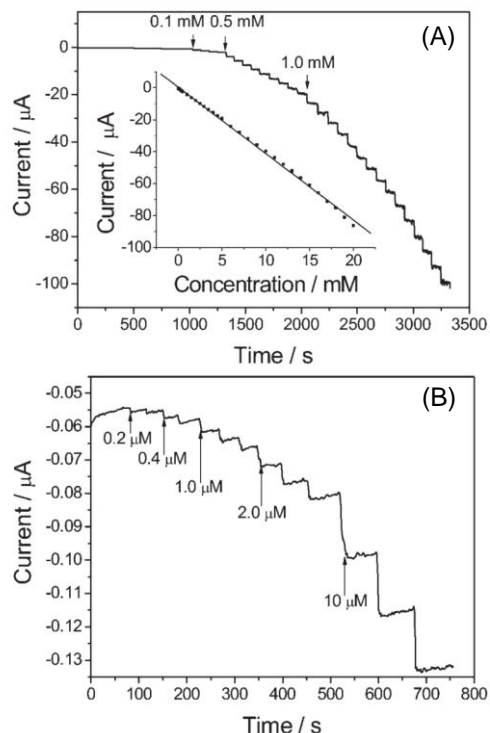 (A)
0.1 mM 0.5 mM
1.0 mM
Current / μA
0
-20
-40
-60
-80
-100
0 500 1000 1500 2000 2500 3000 3500
Time / s
Current / μA
0
-20
-40
-60
-80
-100
0 5 10 15 20
Concentration / mM
(B)
Current / μA
-0.05
-0.06
-0.07
-0.08
-0.09
-0.10
-0.11
-0.12
-0.13
0.2 μM
0.4 μM
1.0 μM
2.0 μM
10 μM
0 100 200 300 400 500 600 700 800
Time / s